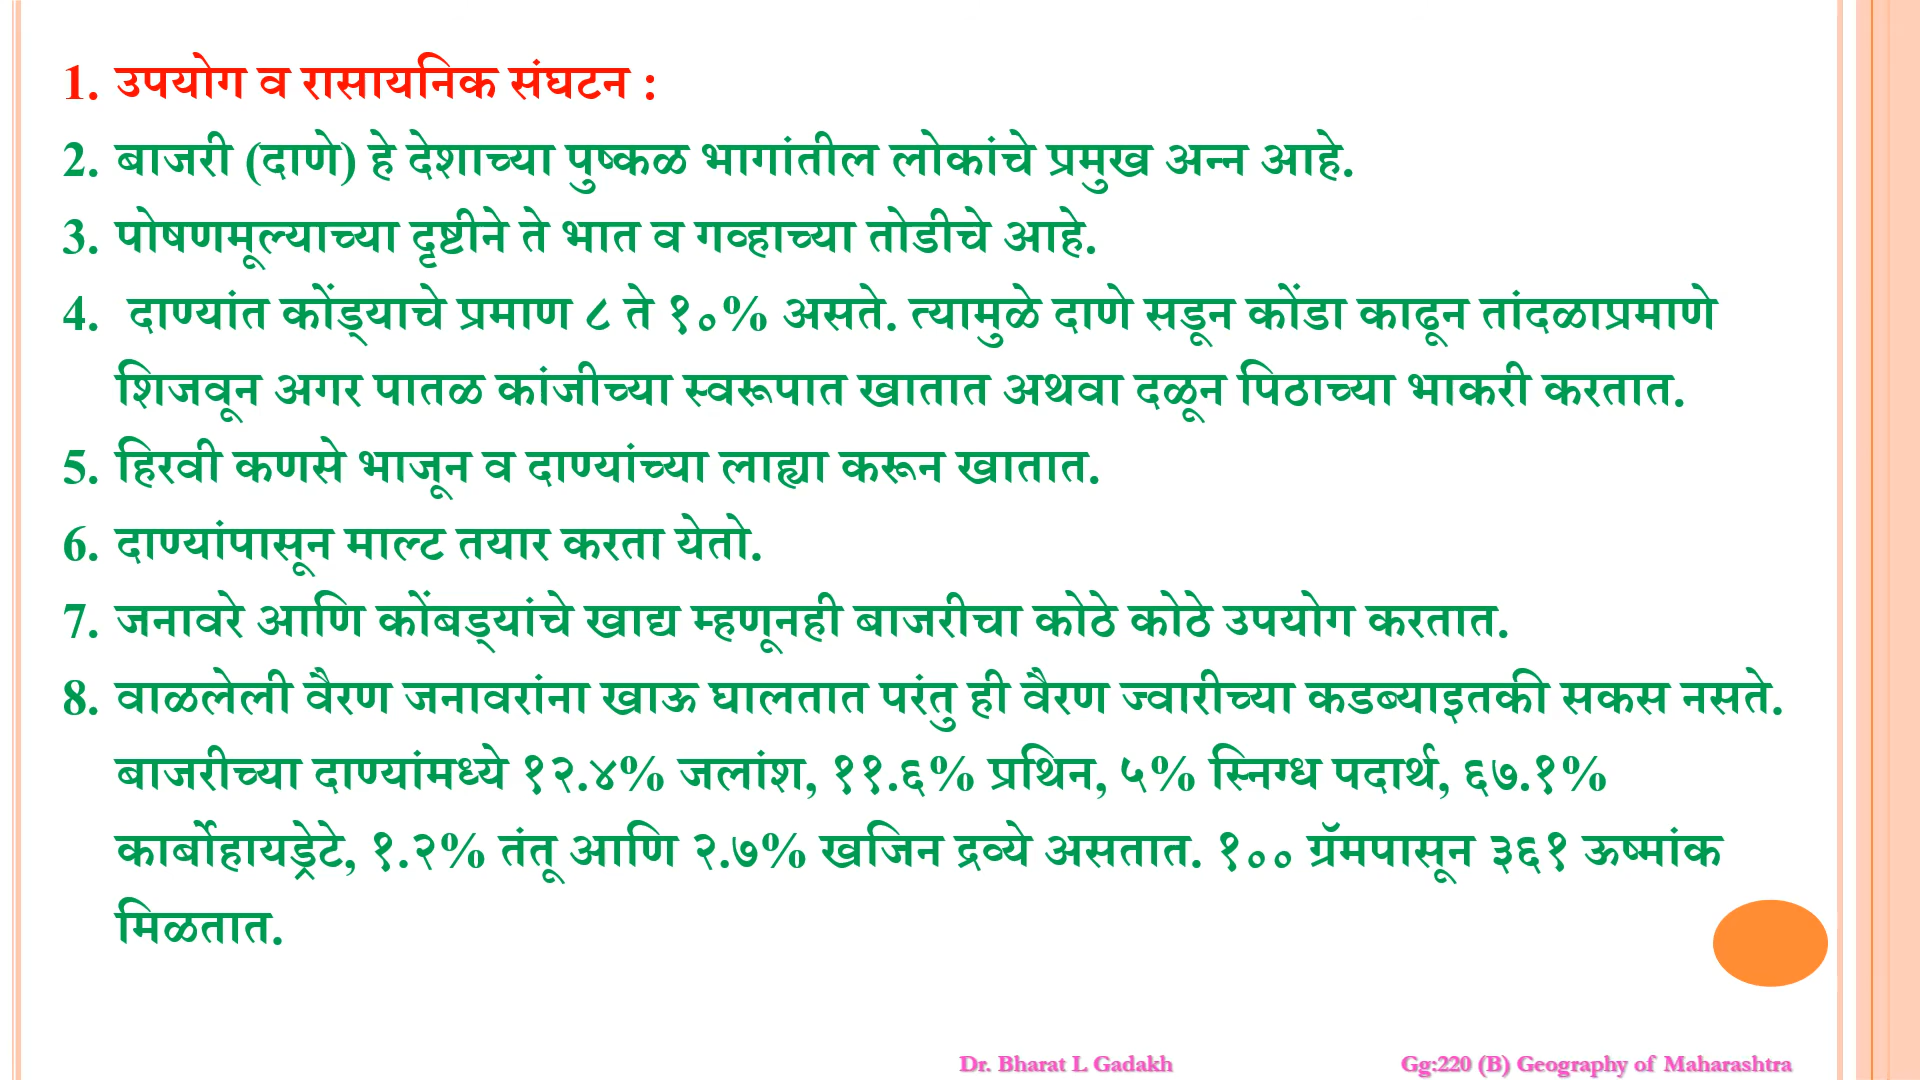 1. उपयोग व रासायनिक संघटन :
2. बाजरी (दाणे) हे देशाच्या पुष्कळ भागांतील लोकांचे प्रमुख अन्न आहे.
3. पोषणमूल्याच्या दृष्टीने ते भात व गव्हाच्या तोडीचे आहे.
4. दाण्यांत कोंड्याचे प्रमाण ८ ते १०% असते. त्यामुळे दाणे सडून कोंडा काढून तांदळाप्रमाणे
शिजवून अगर पातळ कांजीच्या स्वरूपात खातात अथवा दळून पिठाच्या भाकरी करतात.
5. हिरवी कणसे भाजून व दाण्यांच्या लाह्या करून खातात.
6. दाण्यांपासून माल्ट तयार करता येतो.
7. जनावरे आणि कोंबड्यांचे खाद्य म्हणूनही बाजरीचा कोठे कोठे उपयोग करतात.
8. वाळलेली वैरण जनावरांना खाऊ घालतात परंतु ही वैरण ज्वारीच्या कडब्याइतकी सकस नसते.
बाजरीच्या दाण्यांमध्ये १२.४% जलांश, ११.६% प्रथिन, ५% स्निग्ध पदार्थ, ६७.१%
कार्बोहायड्रेटे, १.२% तंतू आणि २.७% खजिन द्रव्ये असतात. १०० ग्रॅमपासून ३६१ ऊष्मांक
मिळतात.
Dr. Bharat L Gadakh Gg:220 (B) Geography of Maharashtra